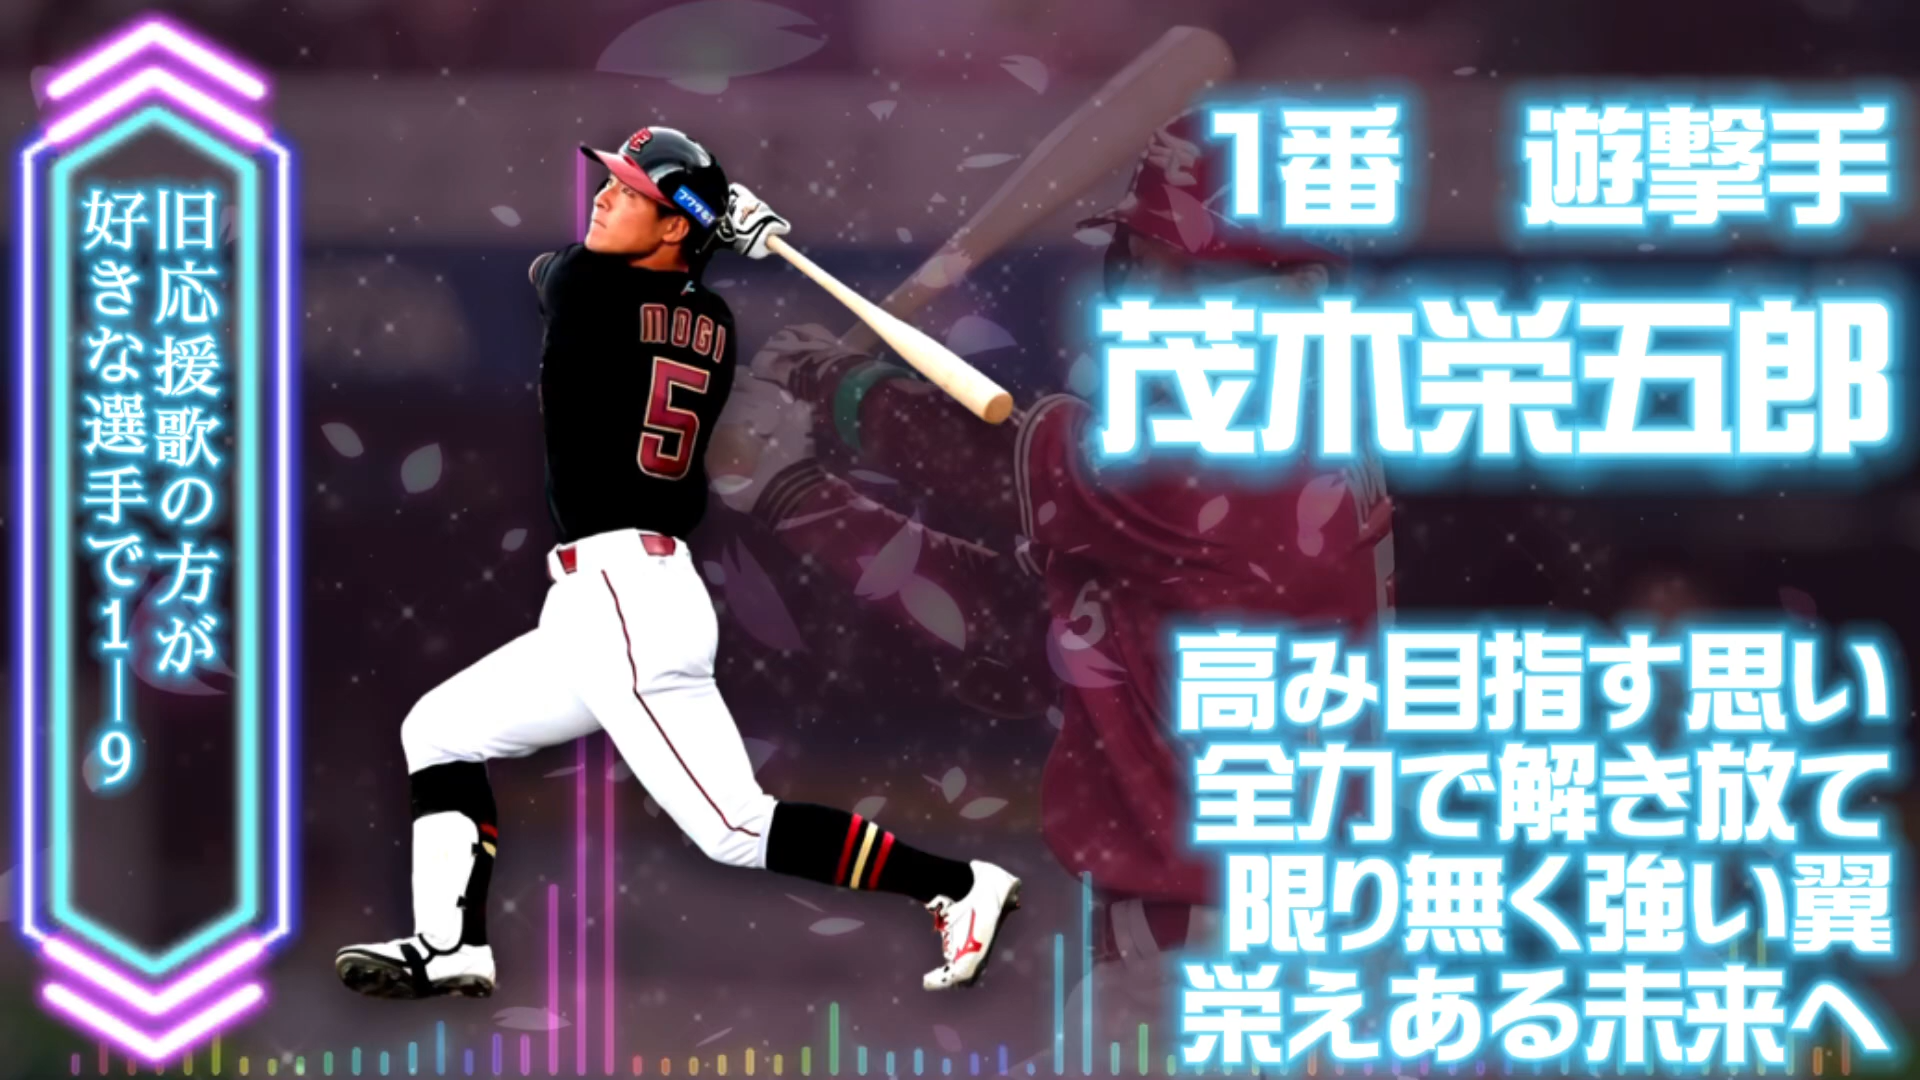 旧応援歌の方が
好きな選手で1—9
1番　遊撃手
茂木栄五郎
高み目指す思い
全力で解き放て
限り無く強い翼
栄えある未来へ
E
MOGI
5
5